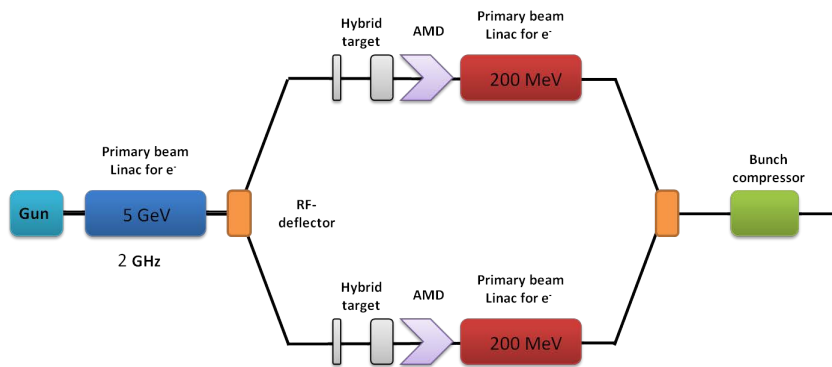 Hybrid
target
AMD
Primary beam
Linac for e-
200 MeV
Primary beam
Linac for e-
Gun
5 GeV
2 GHz
RF-
deflector
Bunch
compressor
Hybrid
target
AMD
Primary beam
Linac for e-
200 MeV